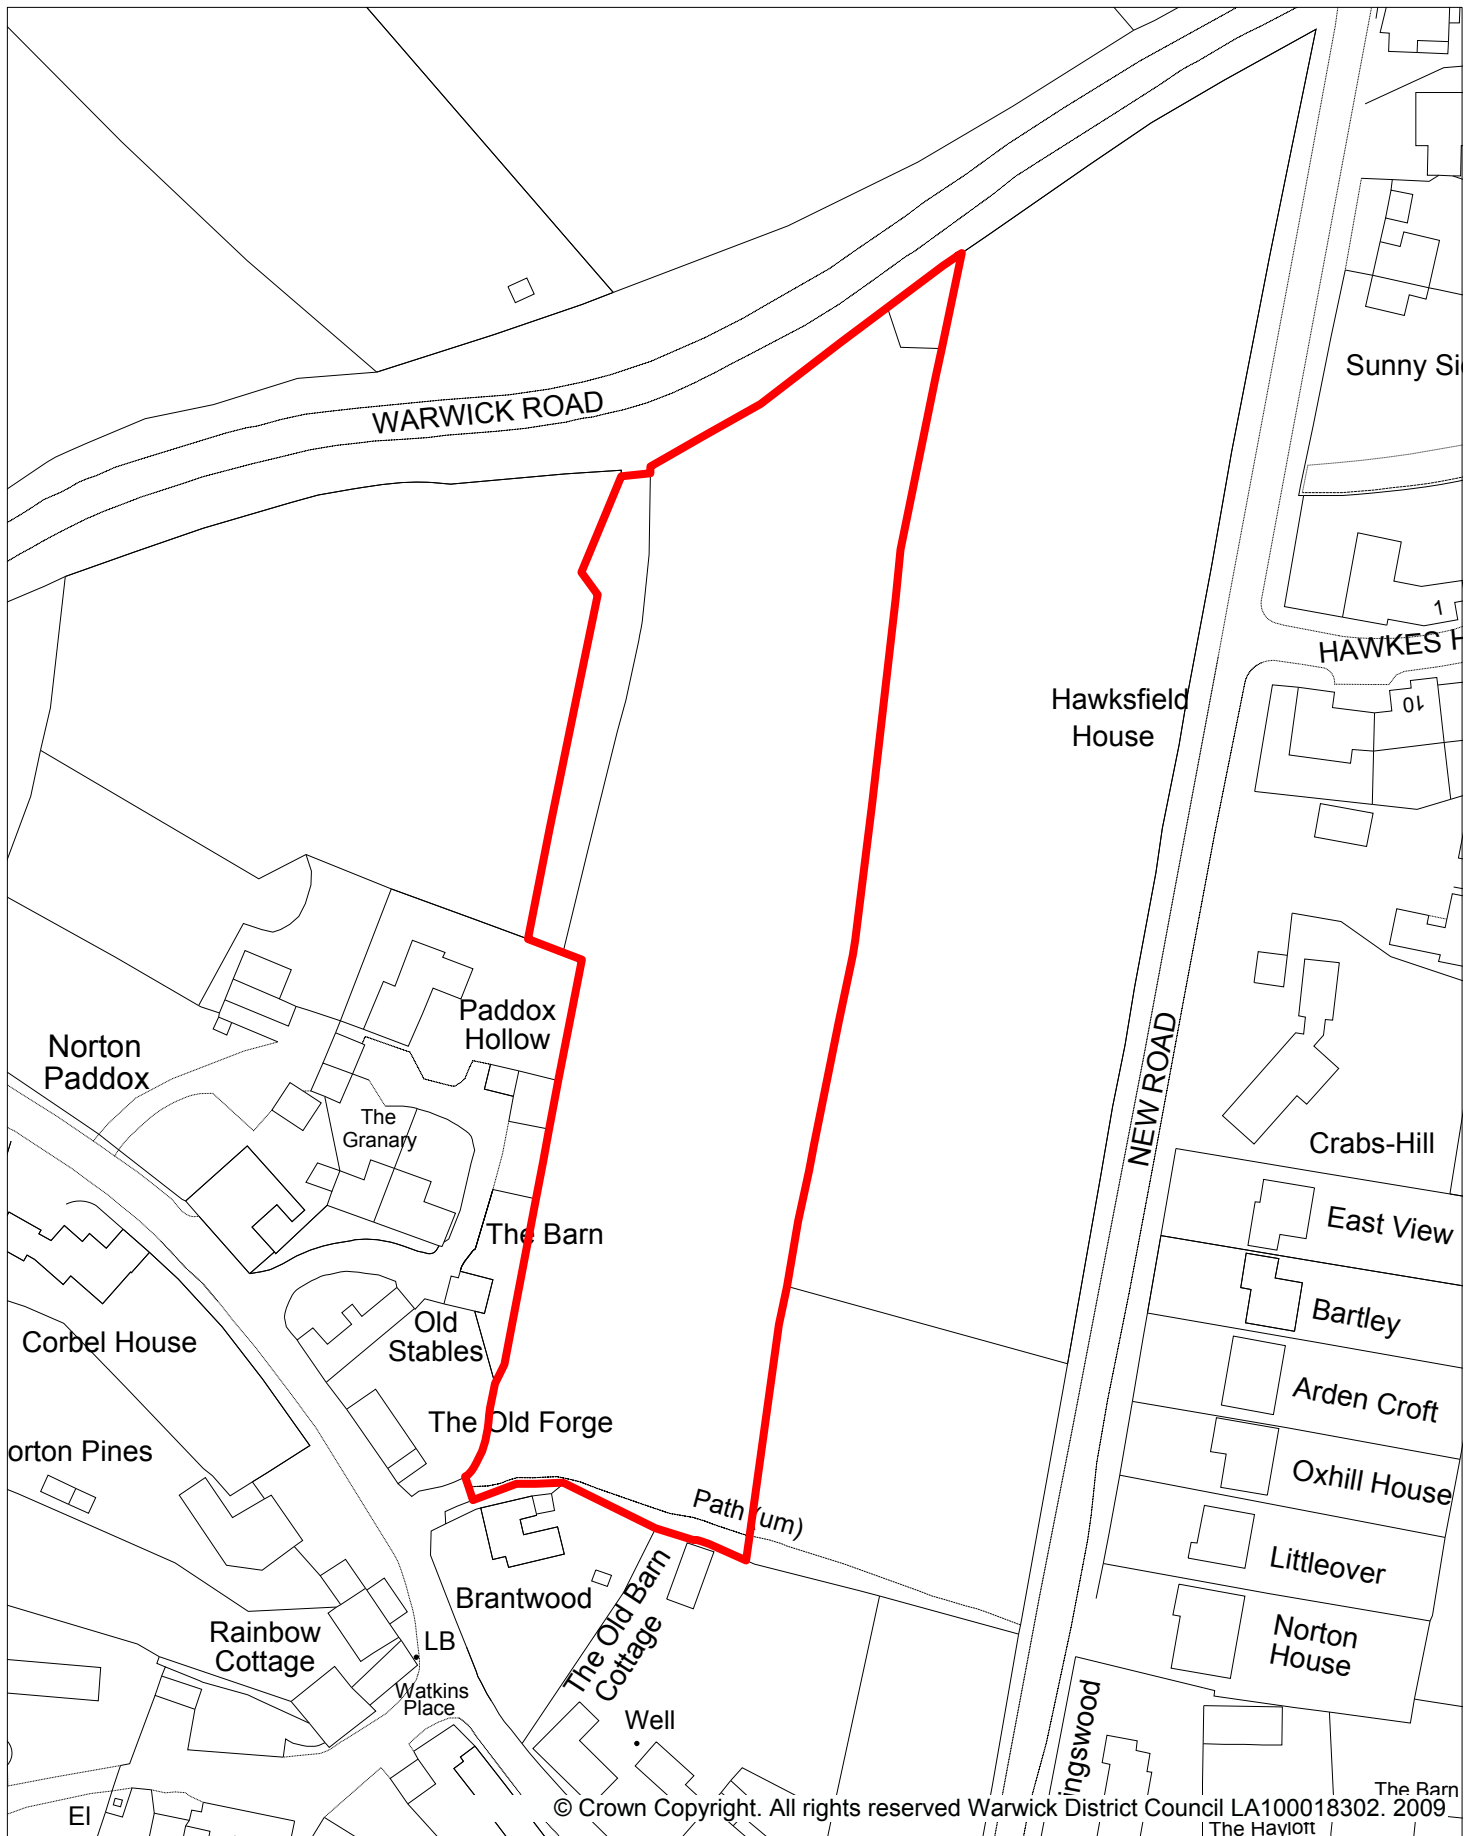 WARWICK ROAD
Sunny Si
1
HAWKES H
10
Hawksfield
House
Paddox
Hollow
Norton
Paddox
The
Granary
NEW ROAD
Crabs-Hill
East View
The Barn
Bartley
Old
Stables
Corbel House
Arden Croft
The Old Forge
orton Pines
Oxhill House
Path (um)
Littleover
Brantwood
The Old Barn
Cottage
Rainbow
Cottage
LB
Norton
House
Watkins
Place
Well
ingswood
The Barn
© Crown Copyright. All rights reserved Warwick District Council LA100018302. 2009
El
The Hayloft